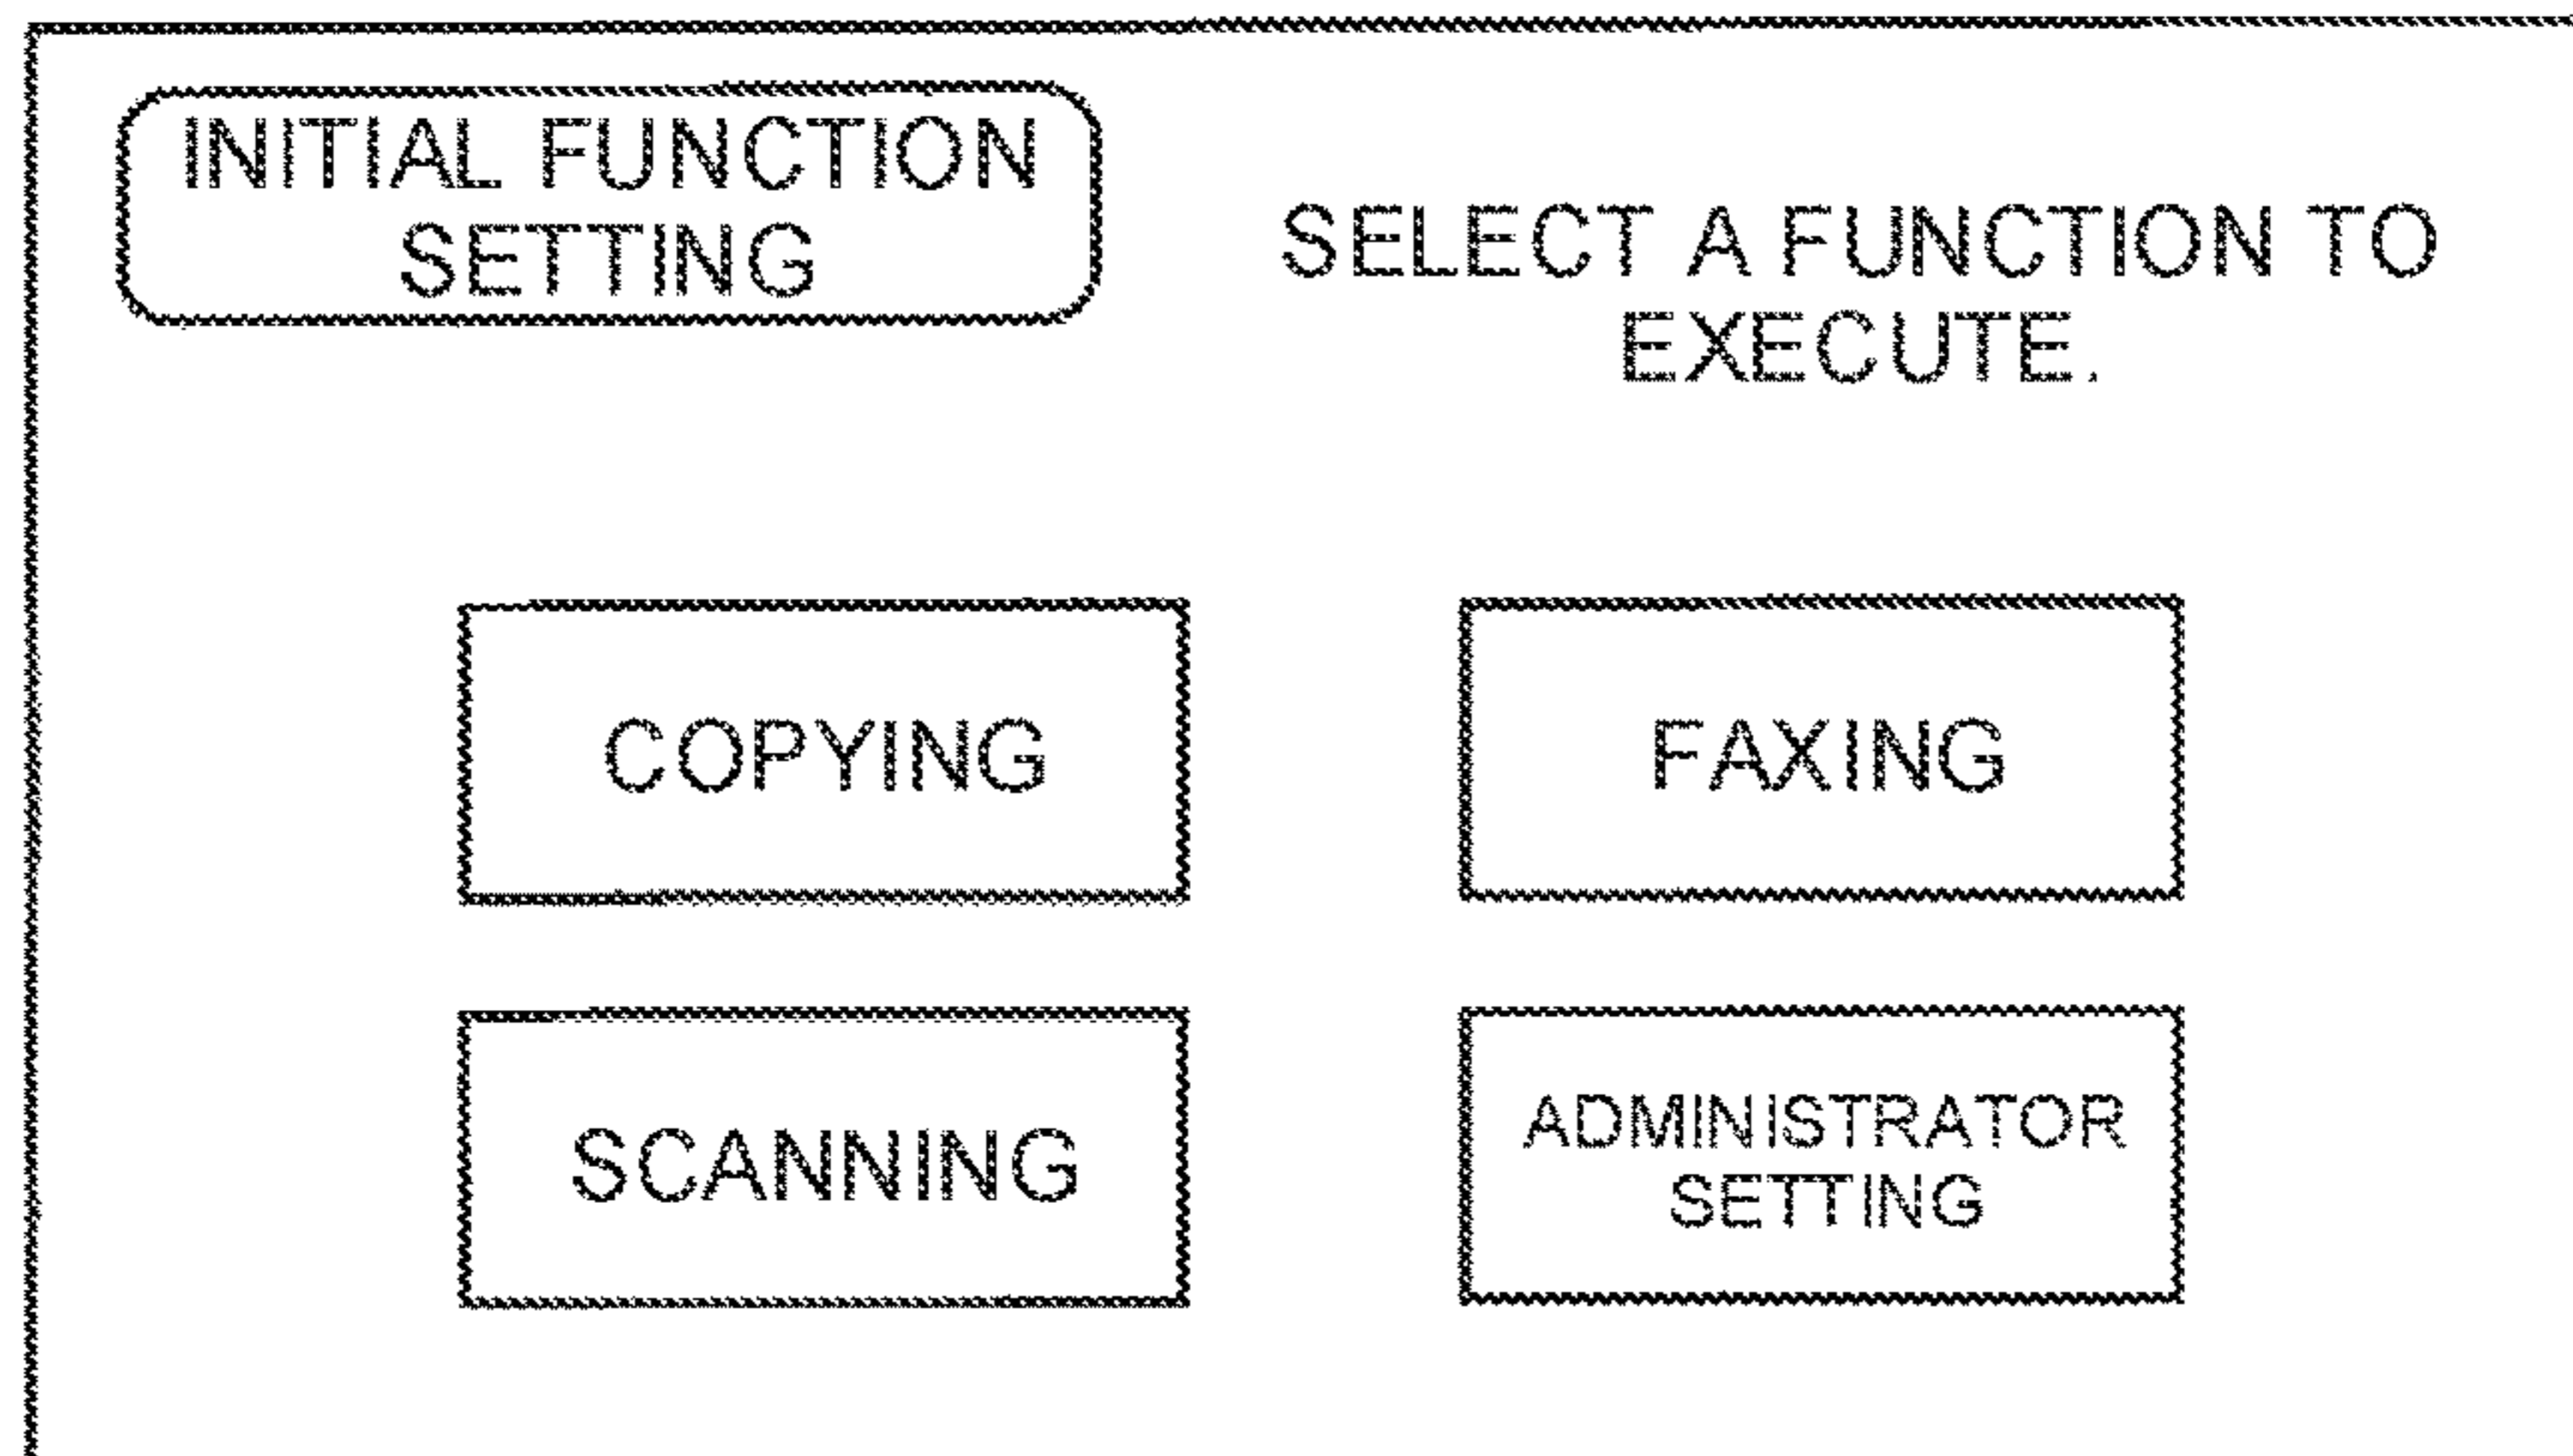 INITIAL FUNCTION
SETTING
SELECT A FUNCTION TO
EXECUTE.
COPYING
FAXING
SCANNING
ADMINISTRATOR
SETTING